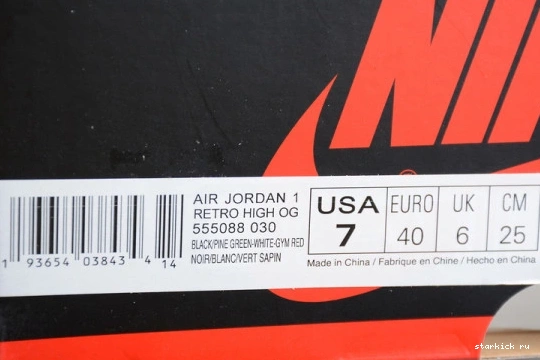 NI
AIR JORDAN 1
RETRO HIGH OG
555088 030
BLACK/PINE GREEN-WHITE-GYM RED
NOIR/BLANC/VERT SAPIN
1 93654 03843 4 14
USA EURO UK CM
7 40 6 25
Made in China / Fabrique en Chine / Hecho en China
starkick.ru